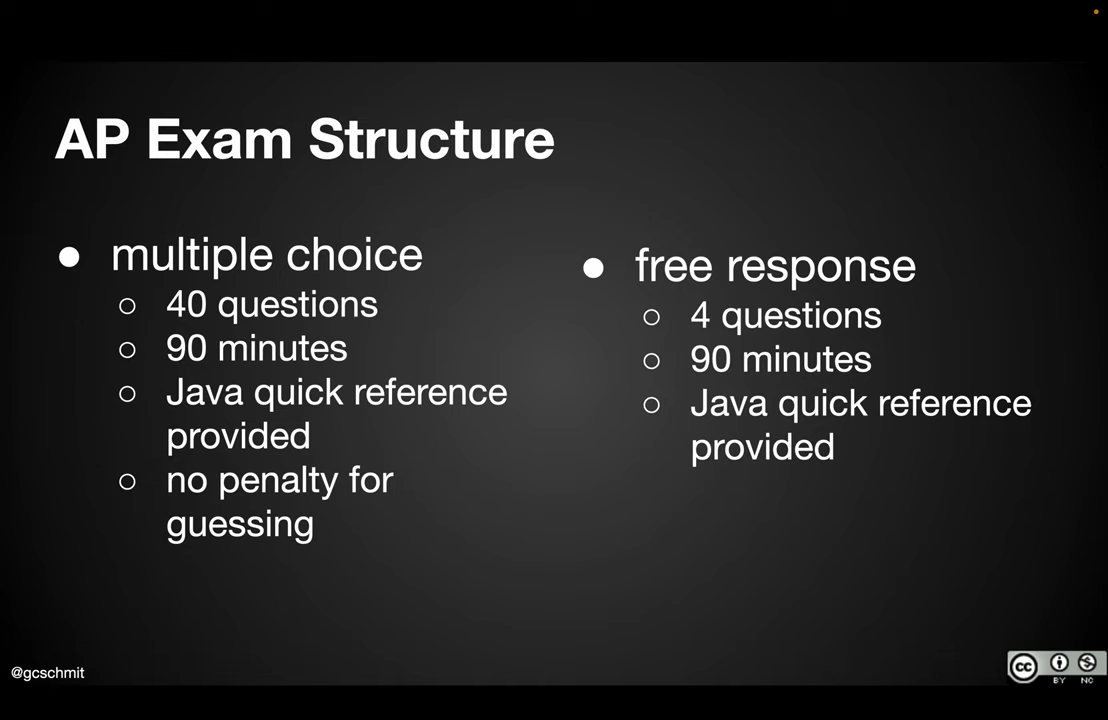 AP Exam Structure
● multiple choice
○ 40 questions
○ 90 minutes
○ Java quick reference
provided
○ no penalty for
guessing
● free response
○ 4 questions
○ 90 minutes
○ Java quick reference
provided
@gcschmit
cc
BY NC